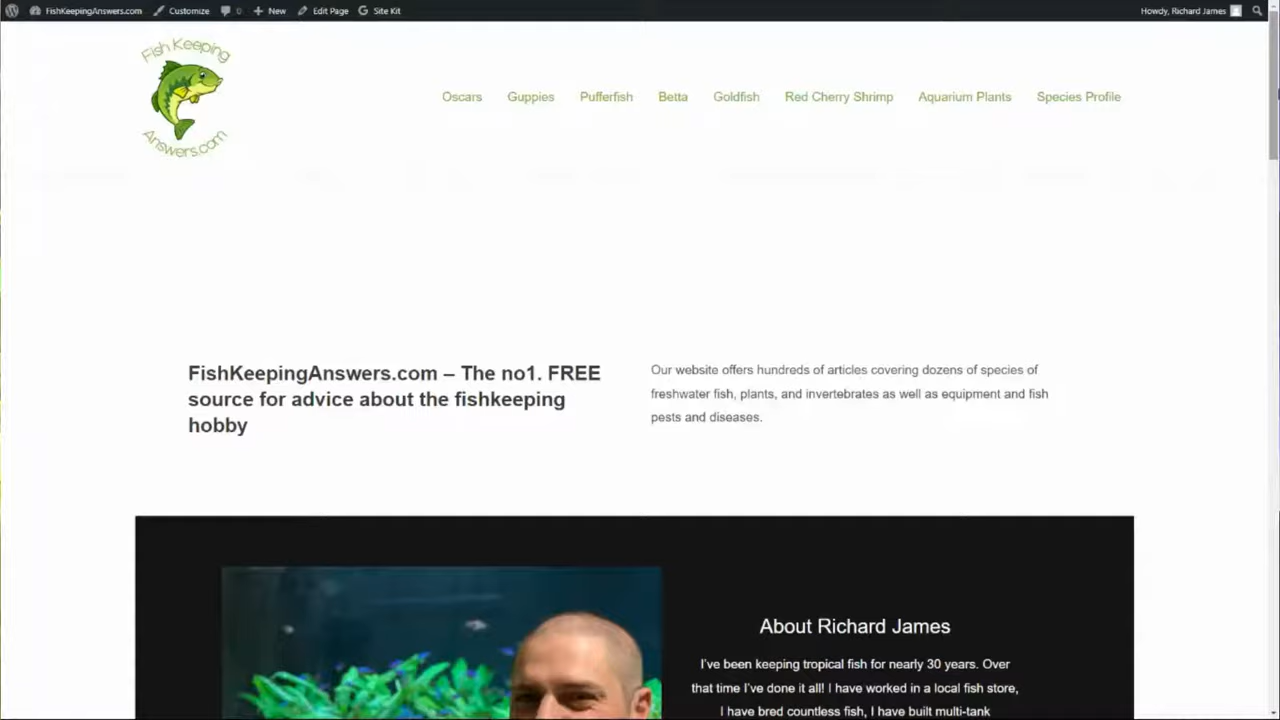 FishKeepingAnswers.com Customize 0 New Edit Page Site Kit Howdy, Richard James
Fish Keeping
Answers.com
Oscars Guppies Pufferfish Betta Goldfish Red Cherry Shrimp Aquarium Plants Species Profile
FishKeepingAnswers.com – The no1. FREE
source for advice about the fishkeeping
hobby
Our website offers hundreds of articles covering dozens of species of
freshwater fish, plants, and invertebrates as well as equipment and fish
pests and diseases.
About Richard James
I've been keeping tropical fish for nearly 30 years. Over
that time I've done it all! I have worked in a local fish store,
I have bred countless fish, I have built multi-tank